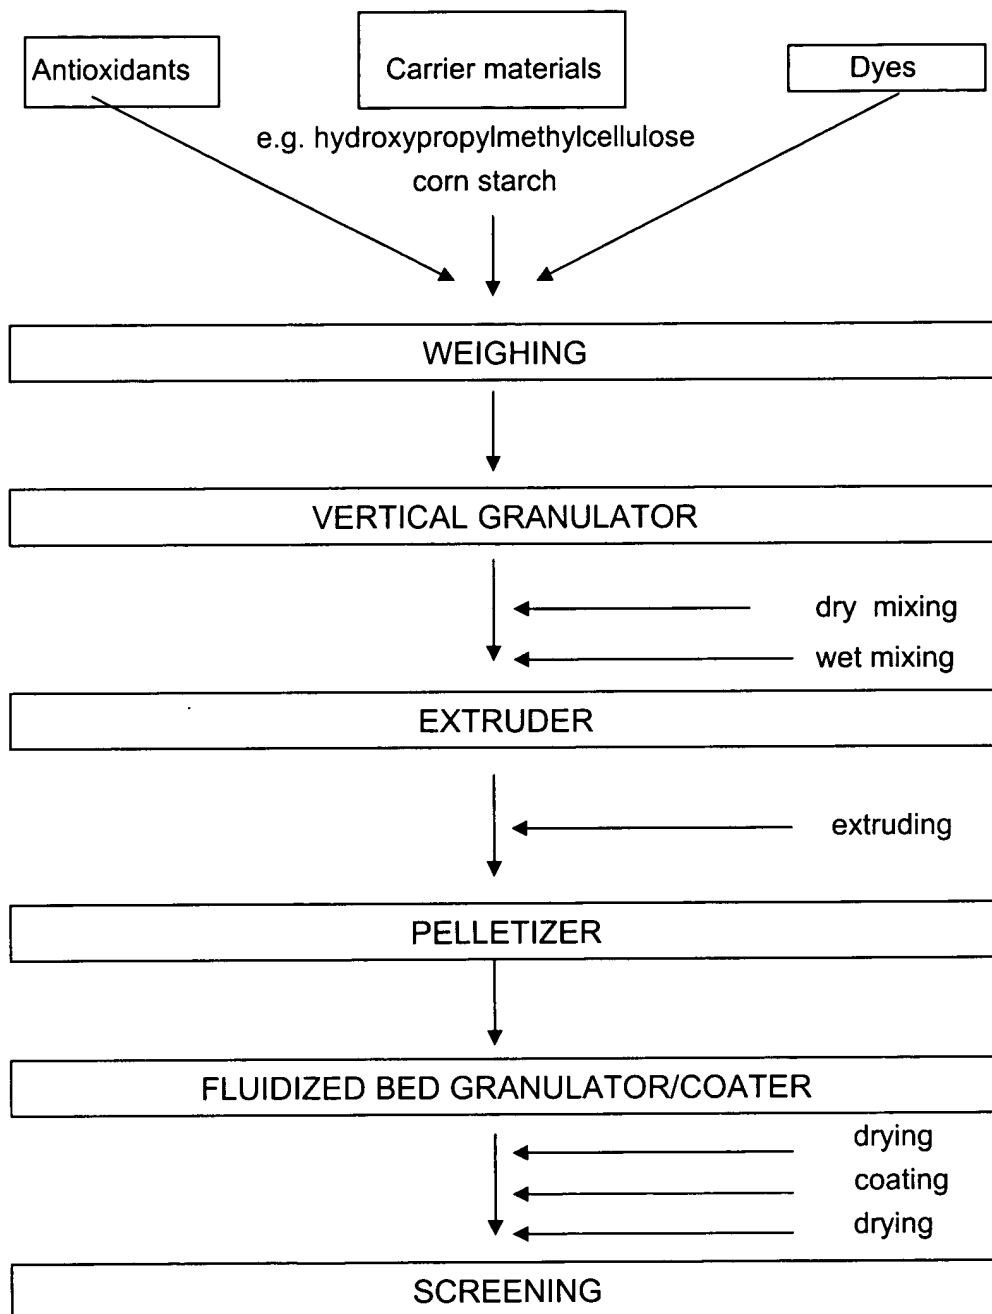 Antioxidants
Carrier materials
Dyes
e.g. hydroxypropylmethylcellulose
corn starch
WEIGHING
VERTICAL GRANULATOR
dry mixing
wet mixing
EXTRUDER
extruding
PELLETIZER
FLUIDIZED BED GRANULATOR/COATER
drying
coating
drying
SCREENING